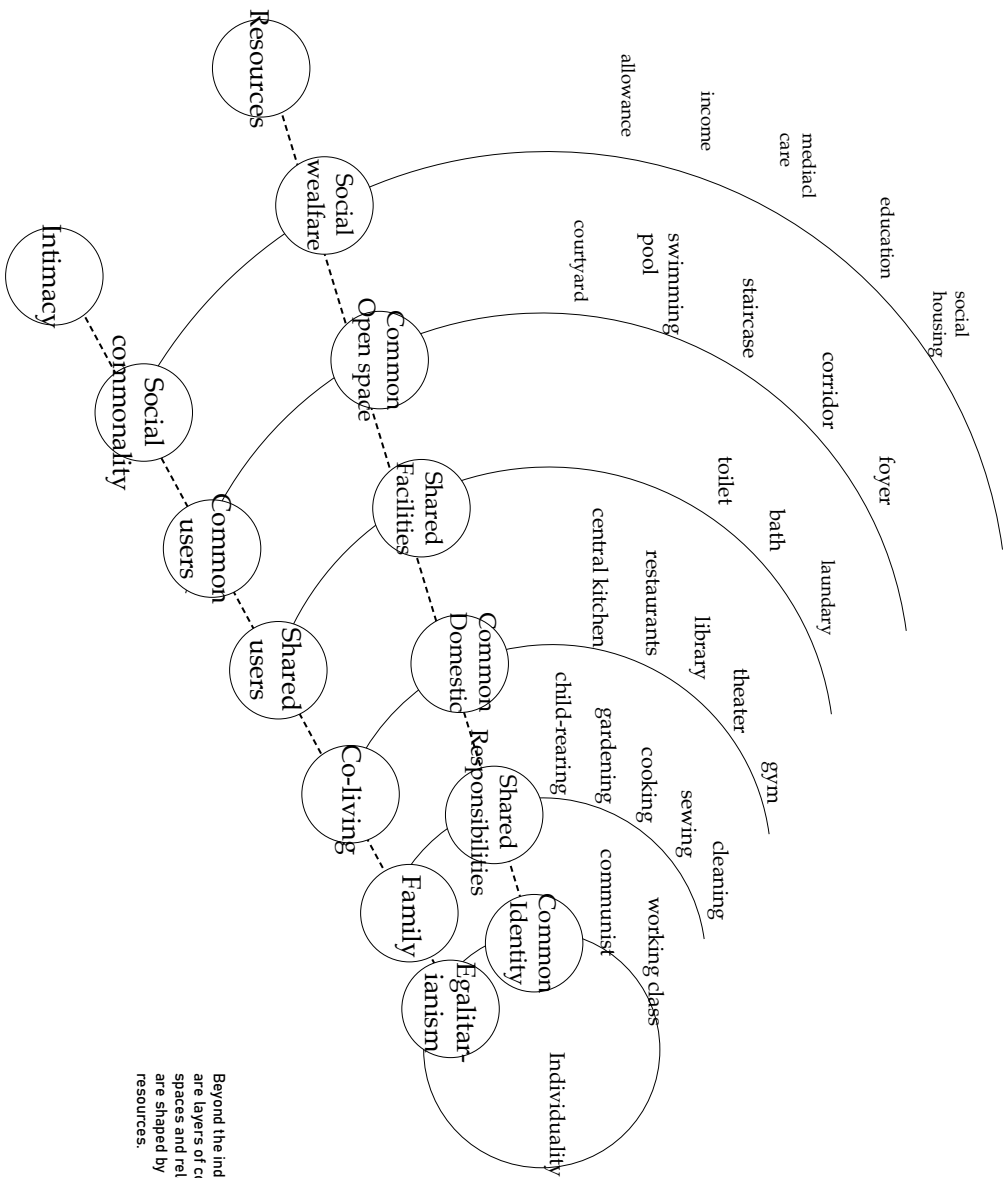 social
housing
education
mediacl
care
income
allowance
foyer
corridor
staircase
swimming
pool
courtyard
laundary
bath
toilet
gym
theater
library
restaurants
central kitchen
cleaning
sewing
cooking
gardening
child-rearing
working class
communist
Individuality
Resources
Social
wealfare
Common
Open space
Shared
Facilities
Common
Domestic
Shared
Responsibilities
Common
Identity
Intimacy
Social
commonality
Common
users
Shared
users
Co-living
Family
Egalitar-
ianism
Beyond the ind
are layers of co
spaces and rel
are shaped by
resources.